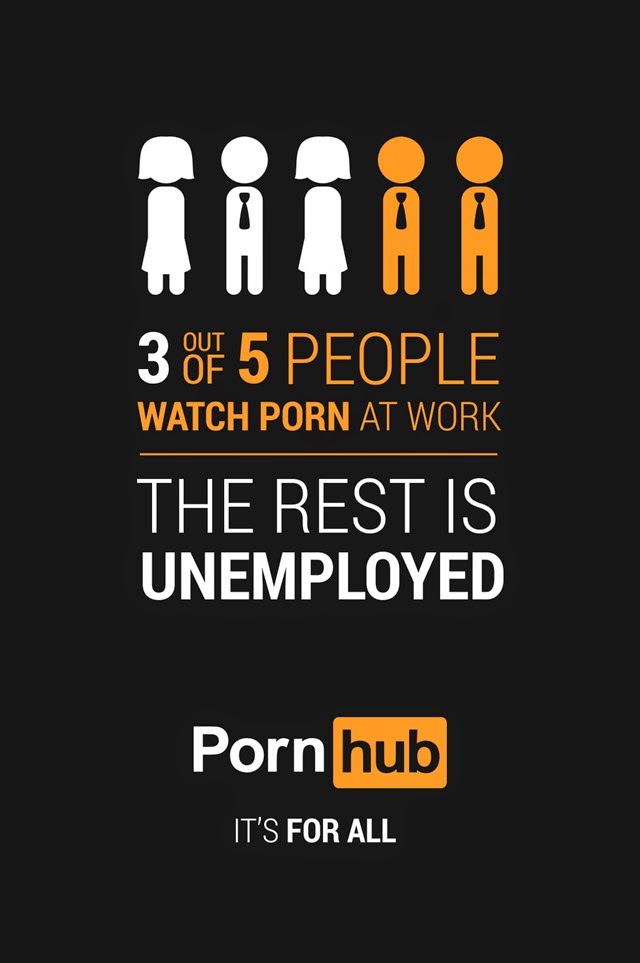 3 OUT OF 5 PEOPLE
WATCH PORN AT WORK
THE REST IS
UNEMPLOYED
Pornhub
IT'S FOR ALL